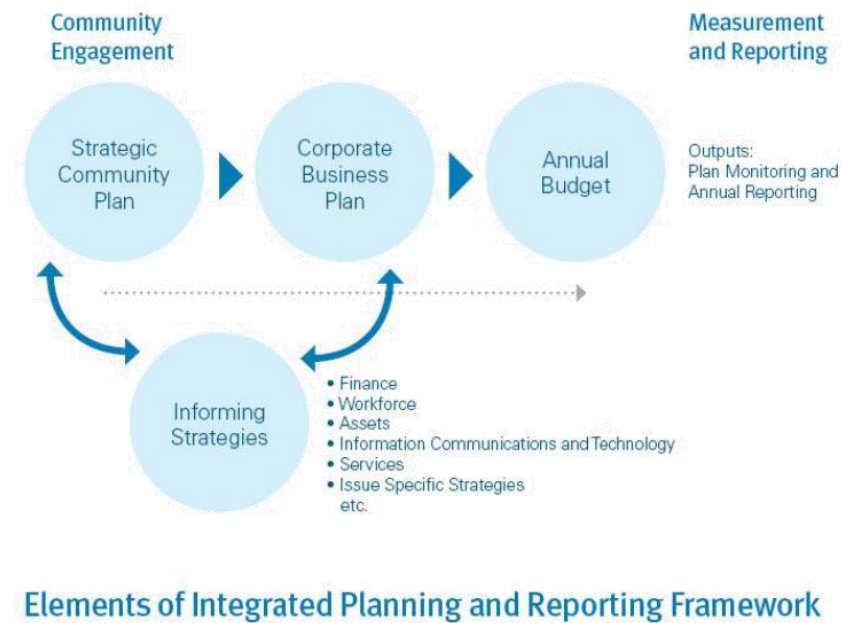 Community
Engagement
Measurement
and Reporting
Strategic
Community
Plan
Corporate
Business
Plan
Annual
Budget
Outputs:
Plan Monitoring and
Annual Reporting
Informing
Strategies
• Finance
• Workforce
• Assets
• Information Communications and Technology
• Services
• Issue Specific Strategies
etc.
Elements of Integrated Planning and Reporting Framework